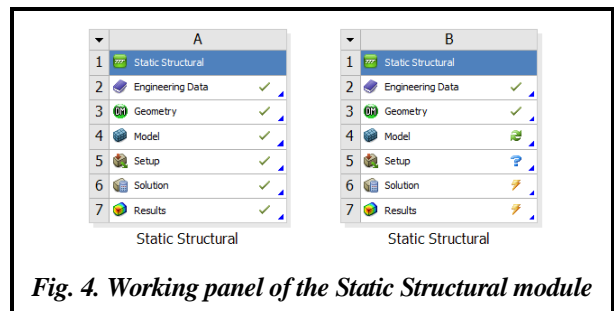 A
1 Static Structural
2 Engineering Data
3 Geometry
4 Model
5 Setup
6 Solution
7 Results
Static Structural
B
1 Static Structural
2 Engineering Data
3 Geometry
4 Model
5 Setup
6 Solution
7 Results
Static Structural
Fig. 4. Working panel of the Static Structural module